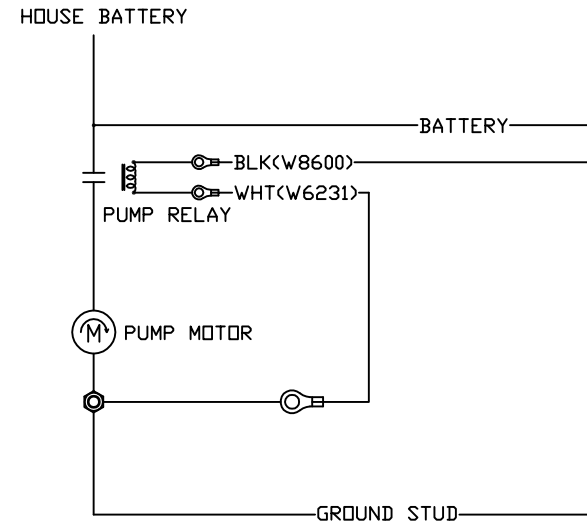 HOUSE BATTERY
BATTERY
BLK(W8600)
WHT(W6231)
PUMP RELAY
M
PUMP MOTOR
GROUND STUD